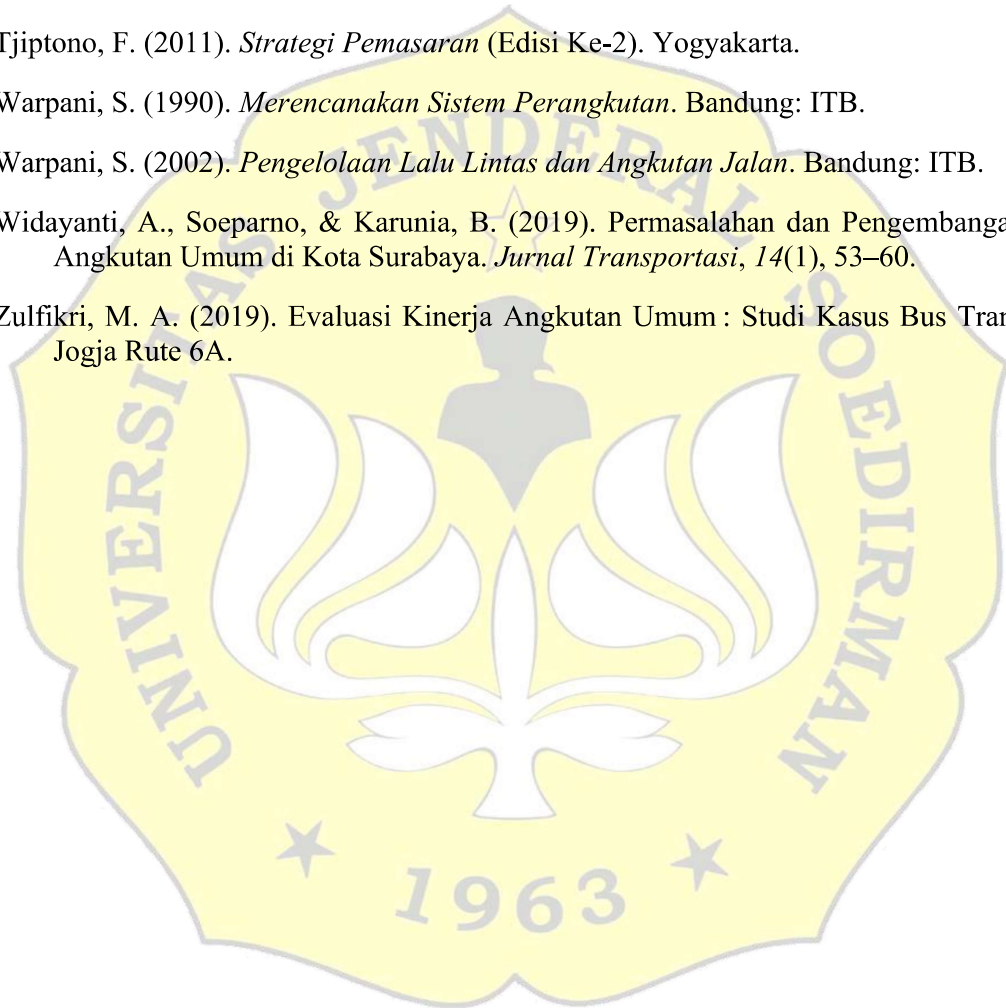 Tjiptono, F. (2011). Strategi Pemasaran (Edisi Ke-2). Yogyakarta.
Warpani, S. (1990). Merencanakan Sistem Perangkutan. Bandung: ITB.
Warpani, S. (2002). Pengelolaan Lalu Lintas dan Angkutan Jalan. Bandung: ITB.
Widayanti, A., Soeparno, & Karunia, B. (2019). Permasalahan dan Pengembanga
Angkutan Umum di Kota Surabaya. Jurnal Transportasi, 14(1), 53–60.
Zulfikri, M. A. (2019). Evaluasi Kinerja Angkutan Umum : Studi Kasus Bus Tran
Jogja Rute 6A.
UNIVERSITAS JENDERAL SOEDIRMAN
1963